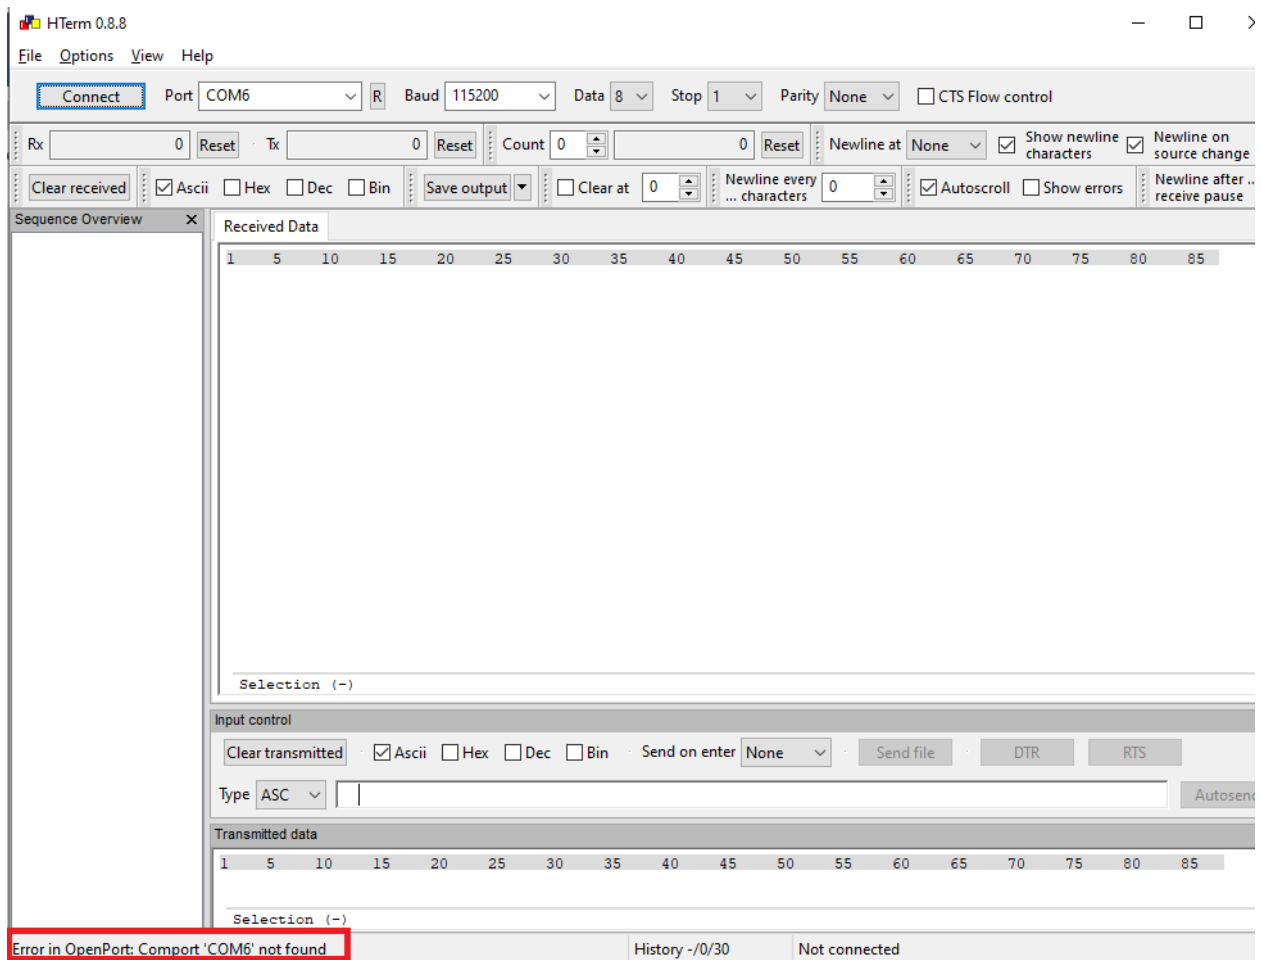 HTerm 0.8.8
File Options View Help
Connect Port COM6 R Baud 115200 Data 8 Stop 1 Parity None CTS Flow control
Rx 0 Reset Tx 0 Reset Count 0 0 Reset Newline at None Show newline characters Newline on source change
Clear received Ascii Hex Dec Bin Save output Clear at 0 Newline every ... characters 0 Autoscroll Show errors Newline after .. receive pause
Sequence Overview
Received Data
1 5 10 15 20 25 30 35 40 45 50 55 60 65 70 75 80 85
Selection (-)
Input control
Clear transmitted Ascii Hex Dec Bin Send on enter None Send file DTR RTS
Type ASC Autosend
Transmitted data
1 5 10 15 20 25 30 35 40 45 50 55 60 65 70 75 80 85
Selection (-)
Error in OpenPort: Comport 'COM6' not found History -/0/30 Not connected